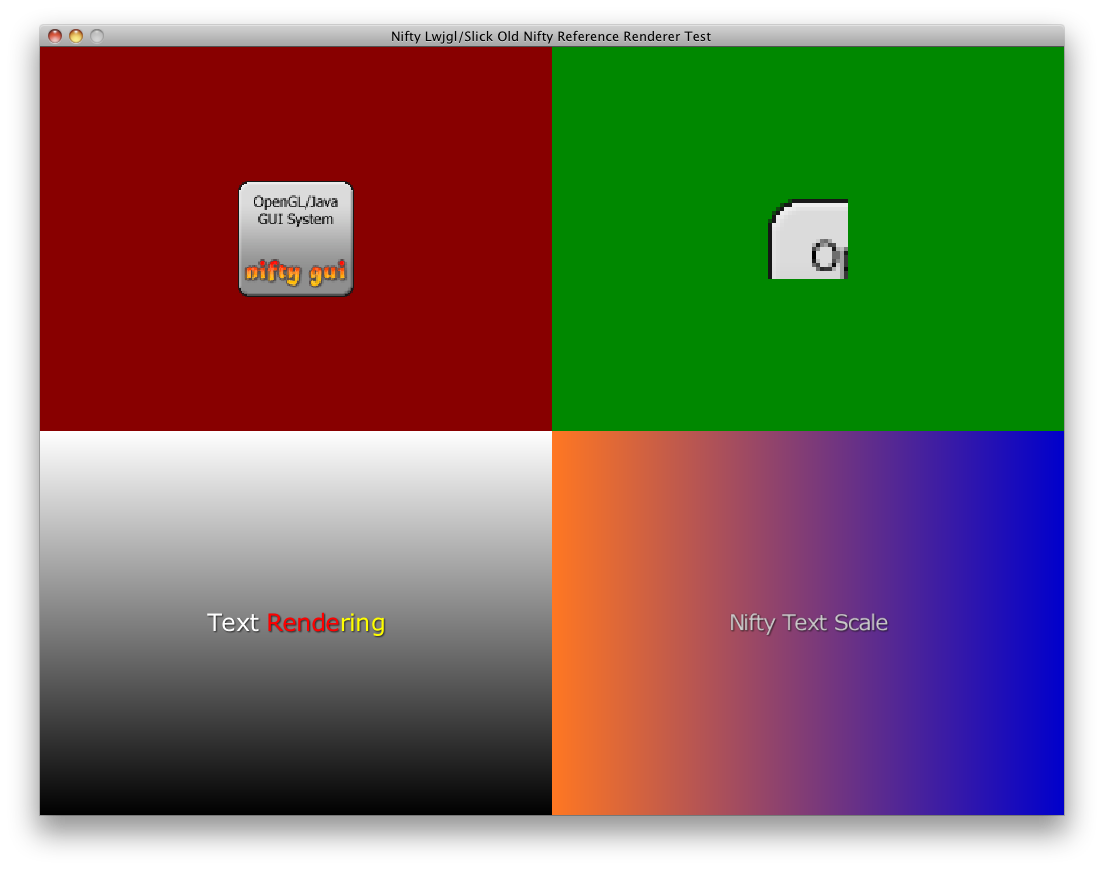 Nifty Lwjgl/Slick Old Nifty Reference Renderer Test
OpenGL/Java
GUI System
nifty gui
Op
Text Rendering
Nifty Text Scale